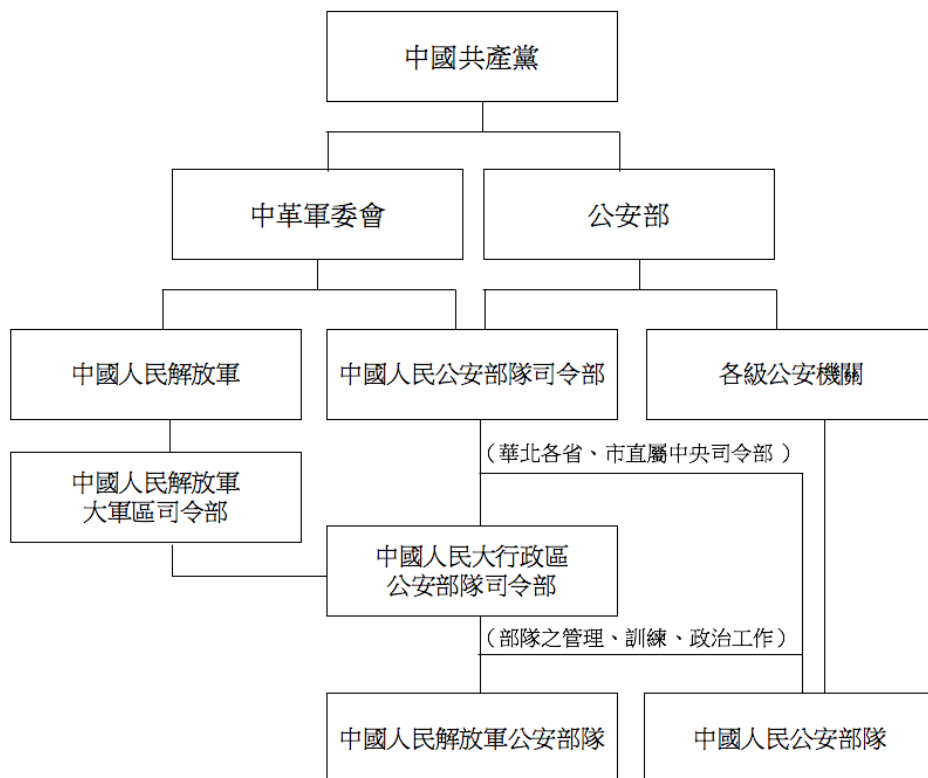 中國共產黨
中革軍委會
公安部
中國人民解放軍
中國人民公安部隊司令部
各級公安機關
（華北各省、市直屬中央司令部 ）
中國人民解放軍
大軍區司令部
中國人民大行政區
公安部隊司令部
（部隊之管理、訓練、政治工作）
中國人民解放軍公安部隊
中國人民公安部隊